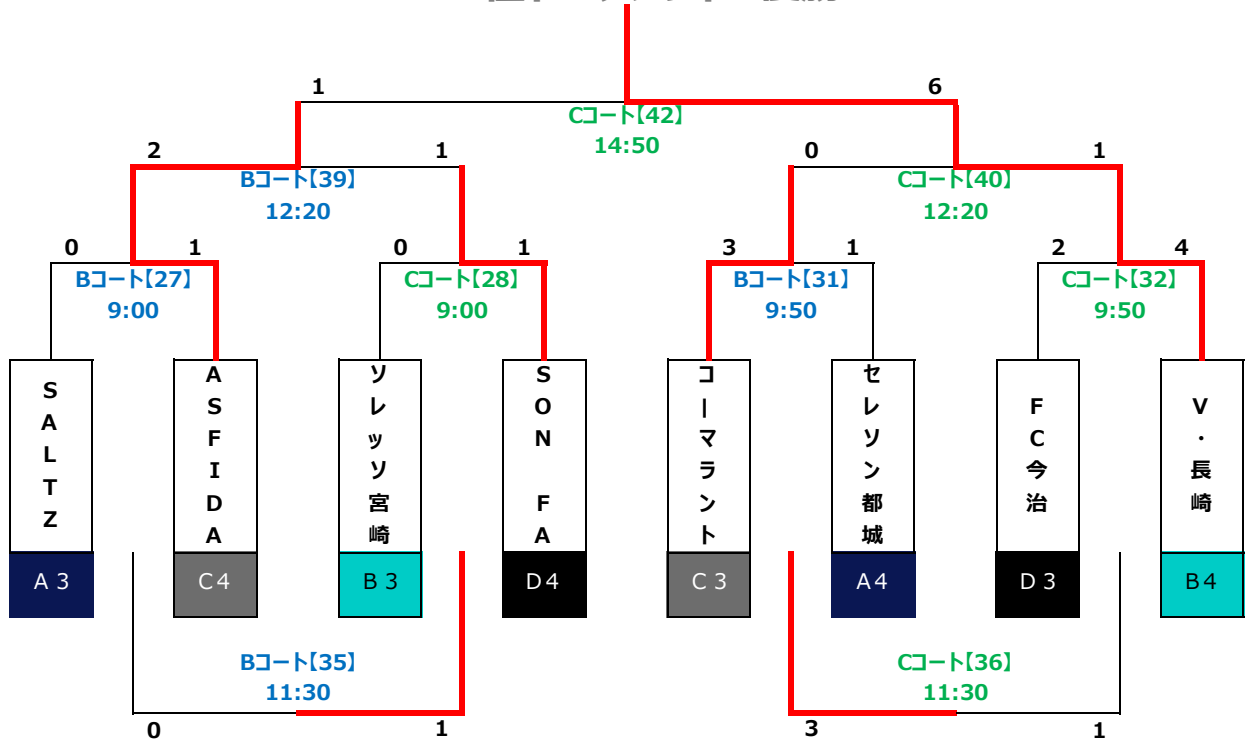 1 6
Cコート【42】
14:50
2 1 0 1
Bコート【39】 Cコート【40】
12:20 12:20
0 1 0 1 3 1 2 4
Bコート【27】 Cコート【28】 Bコート【31】 Cコート【32】
9:00 9:00 9:50 9:50
SALTZ
ASFIDA
ソレッソ宮崎
SON FA
コーマラント
セレソン都城
FC今治
V・長崎
A3 C4 B3 D4 C3 A4 D3 B4
Bコート【35】 Cコート【36】
11:30 11:30
0 1 3 1